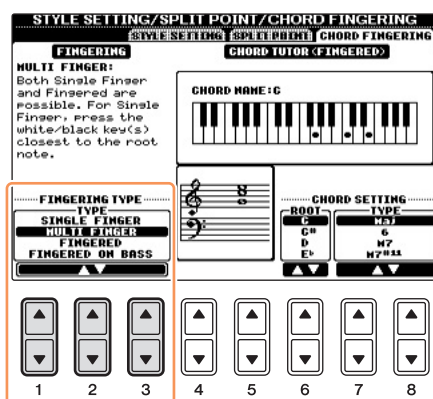 STYLE SETTING/SPLIT POINT/CHORD FINGERING
STYLE SETTING SPLIT POINT CHORD FINGERING
FINGERING
CHORD TUTOR <FINGERED>
MULTI FINGER:
Both Single Finger
and Fingered are
possible. For Single
Finger, press the
white/black key(s)
closest to the root
note.
CHORD NAME:C
FINGERING TYPE
TYPE
SINGLE FINGER
MULTI FINGER
FINGERED
FINGERED ON BASS
CHORD SETTING
ROOT
C
C#
D
E♭
TYPE
Maj
6
M7
M7#11
1 2 3 4 5 6 7 8